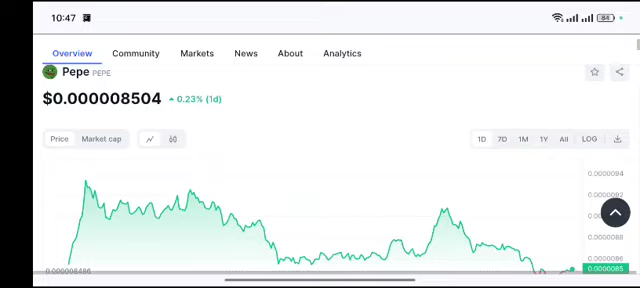 10:47
84
Overview Community Markets News About Analytics
Pepe PEPE
$0.000008504 0.23% (1d)
Price Market cap
1D 7D 1M 1Y All LOG
0.0000094
0.0000092
0.000009
0.0000088
0.0000086
0.0000085
0.000008486